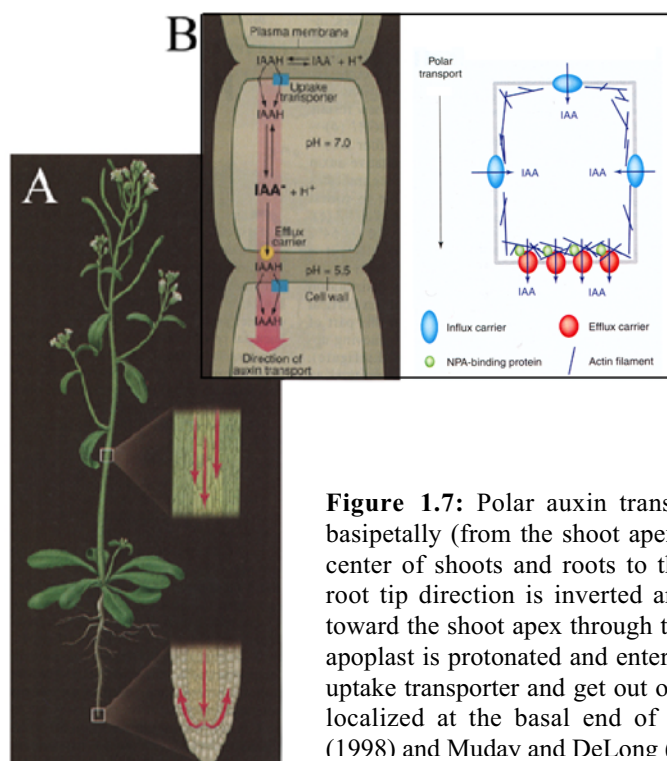 B
Plasma membrane
IAAH ⇌ IAA⁻ + H⁺
Uptake
transporter
IAAH
pH = 7.0
IAA⁻ + H⁺
Efflux
carrier
IAAH
pH = 5.5
Cell wall
IAAH
Direction of
auxin transport
Polar
transport
IAA
IAA
IAA
IAA
IAA
Influx carrier
Efflux carrier
NPA-binding protein
Actin filament
A
Figure 1.7: Polar auxin trans
basipetally (from the shoot apex
center of shoots and roots to th
root tip direction is inverted a
toward the shoot apex through t
apoplast is protonated and enter
uptake transporter and get out o
localized at the basal end of
(1998) and Muday and DeLong (